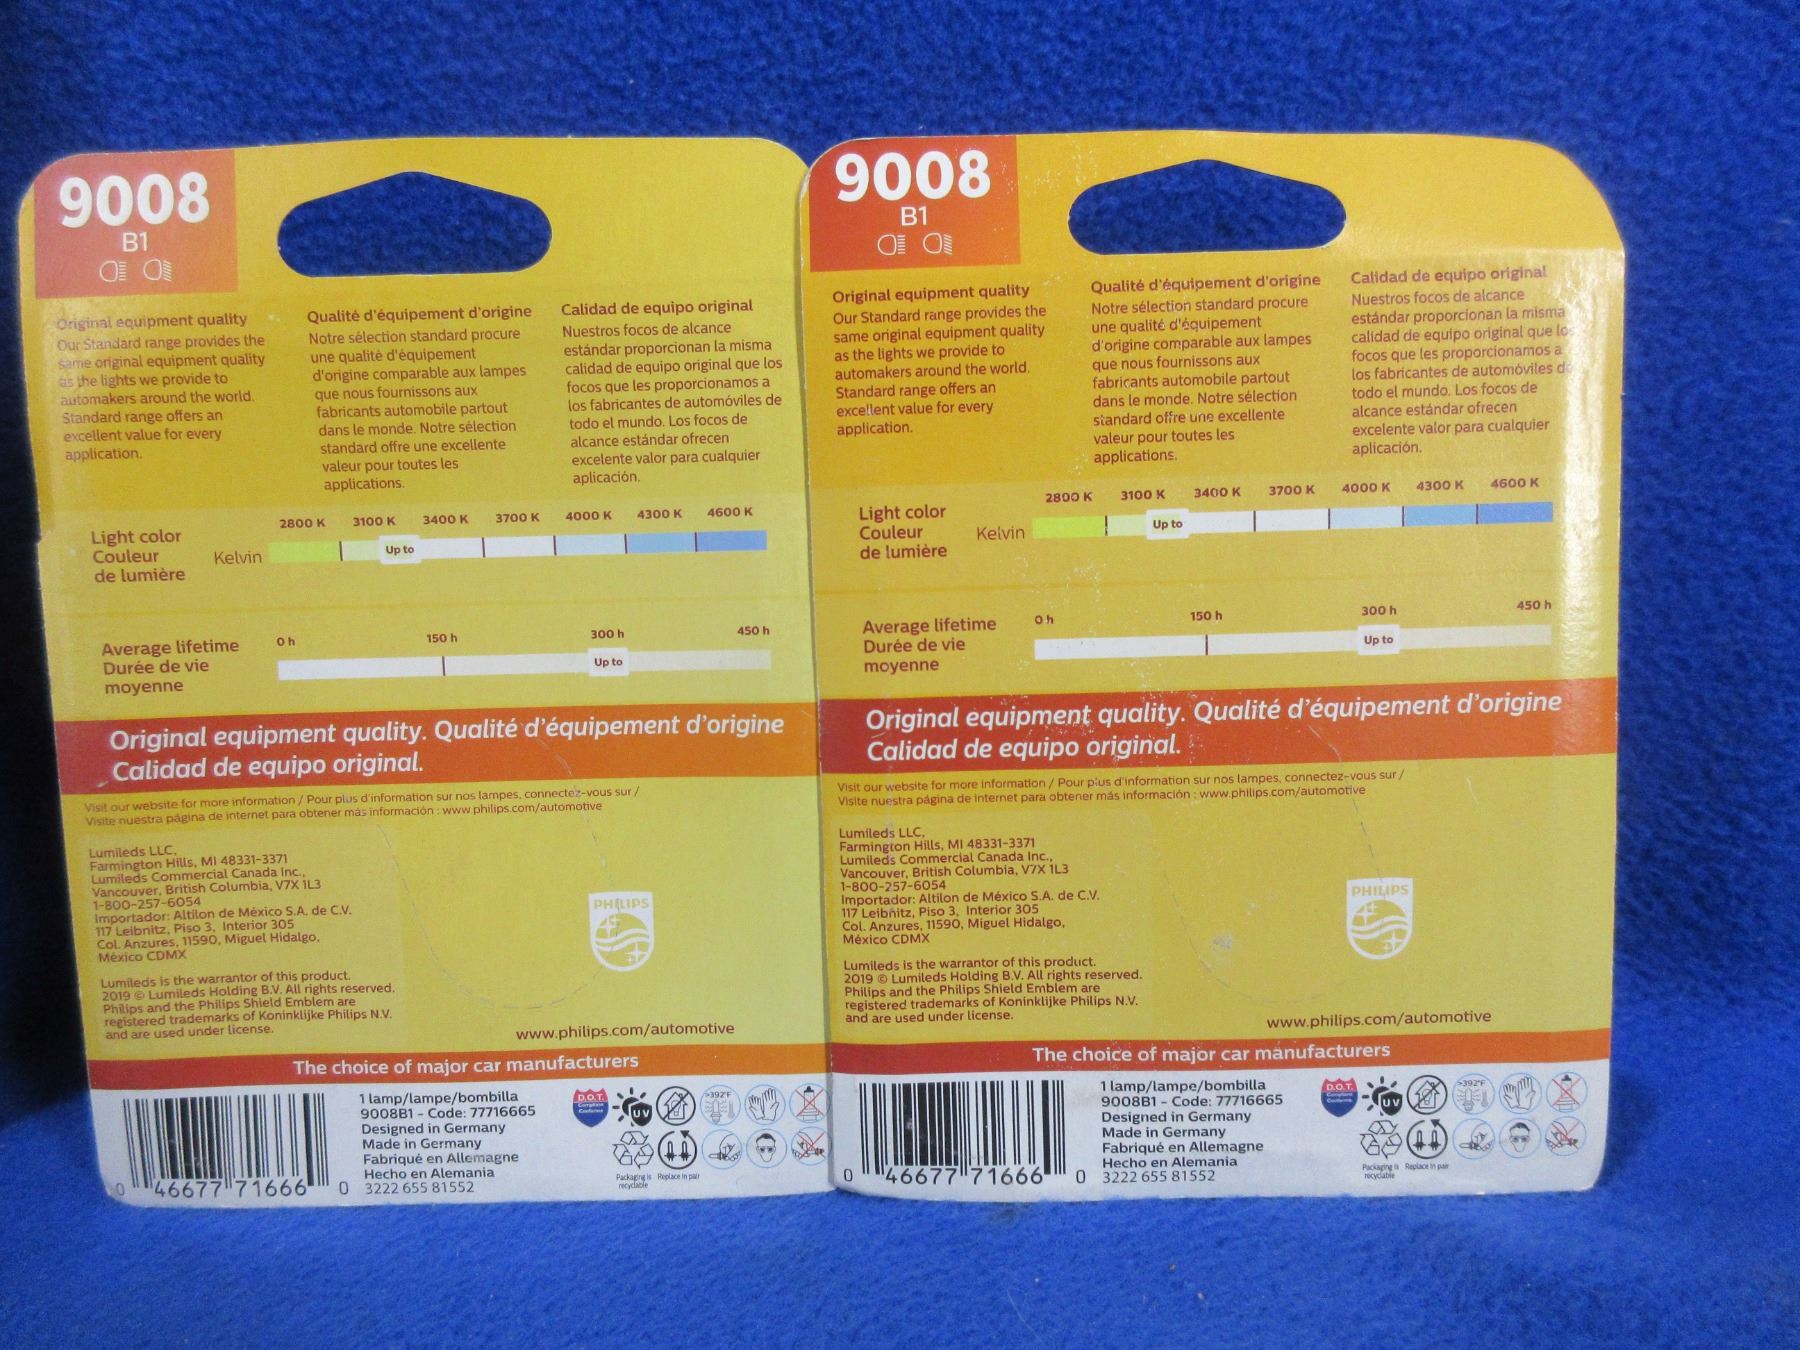 9008
B1
Original equipment quality
Our Standard range provides the
same original equipment quality
as the lights we provide to
automakers around the world.
Standard range offers an
excellent value for every
application.
Qualité d'équipement d'origine
Notre sélection standard procure
une qualité d'équipement
d'origine comparable aux lampes
que nous fournissons aux
fabricants automobile partout
dans le monde. Notre sélection
standard offre une excellente
valeur pour toutes les
applications.
Calidad de equipo original
Nuestros focos de alcance
estándar proporcionan la misma
calidad de equipo original que los
focos que les proporcionamos a
los fabricantes de automóviles de
todo el mundo. Los focos de
alcance estándar ofrecen
excelente valor para cualquier
aplicación.
Light color
Couleur
de lumière
Kelvin
2800 K 3100 K 3400 K 3700 K 4000 K 4300 K 4600 K
Up to
Average lifetime
Durée de vie
moyenne
0 h 150 h 300 h 450 h
Up to
Original equipment quality. Qualité d'équipement d'origine
Calidad de equipo original.
Visit our website for more information / Pour plus d'information sur nos lampes, connectez-vous sur /
Visite nuestra página de internet para obtener más información : www.philips.com/automotive
Lumileds LLC,
Farmington Hills, MI 48331-3371
Lumileds Commercial Canada Inc.,
Vancouver, British Columbia, V7X 1L3
1-800-257-6054
Importador: Altilon de México S.A. de C.V.
117 Leibnitz, Piso 3, Interior 305
Col. Anzures, 11590, Miguel Hidalgo,
México CDMX
PHILIPS
Lumileds is the warrantor of this product.
2019 © Lumileds Holding B.V. All rights reserved.
Philips and the Philips Shield Emblem are
registered trademarks of Koninklijke Philips N.V.
and are used under license.
www.philips.com/automotive
The choice of major car manufacturers
0 46677 71666 0
1 lamp/lampe/bombilla
9008B1 - Code: 77716665
Designed in Germany
Made in Germany
Fabriqué en Allemagne
Hecho en Alemania
3222 655 81552
D.O.T.
Compliant
Conforme
UV
>392°F
Packaging is
recyclable
Replace in pair
9008
B1
Original equipment quality
Our Standard range provides the
same original equipment quality
as the lights we provide to
automakers around the world.
Standard range offers an
excellent value for every
application.
Qualité d'équipement d'origine
Notre sélection standard procure
une qualité d'équipement
d'origine comparable aux lampes
que nous fournissons aux
fabricants automobile partout
dans le monde. Notre sélection
standard offre une excellente
valeur pour toutes les
applications.
Calidad de equipo original
Nuestros focos de alcance
estándar proporcionan la misma
calidad de equipo original que los
focos que les proporcionamos a
los fabricantes de automóviles de
todo el mundo. Los focos de
alcance estándar ofrecen
excelente valor para cualquier
aplicación.
Light color
Couleur
de lumière
Kelvin
2800 K 3100 K 3400 K 3700 K 4000 K 4300 K 4600 K
Up to
Average lifetime
Durée de vie
moyenne
0 h 150 h 300 h 450 h
Up to
Original equipment quality. Qualité d'équipement d'origine
Calidad de equipo original.
Visit our website for more information / Pour plus d'information sur nos lampes, connectez-vous sur /
Visite nuestra página de internet para obtener más información : www.philips.com/automotive
Lumileds LLC,
Farmington Hills, MI 48331-3371
Lumileds Commercial Canada Inc.,
Vancouver, British Columbia, V7X 1L3
1-800-257-6054
Importador: Altilon de México S.A. de C.V.
117 Leibnitz, Piso 3, Interior 305
Col. Anzures, 11590, Miguel Hidalgo,
México CDMX
PHILIPS
Lumileds is the warrantor of this product.
2019 © Lumileds Holding B.V. All rights reserved.
Philips and the Philips Shield Emblem are
registered trademarks of Koninklijke Philips N.V.
and are used under license.
www.philips.com/automotive
The choice of major car manufacturers
0 46677 71666 0
1 lamp/lampe/bombilla
9008B1 - Code: 77716665
Designed in Germany
Made in Germany
Fabriqué en Allemagne
Hecho en Alemania
3222 655 81552
D.O.T.
Compliant
Conforme
UV
>392°F
Packaging is
recyclable
Replace in pair